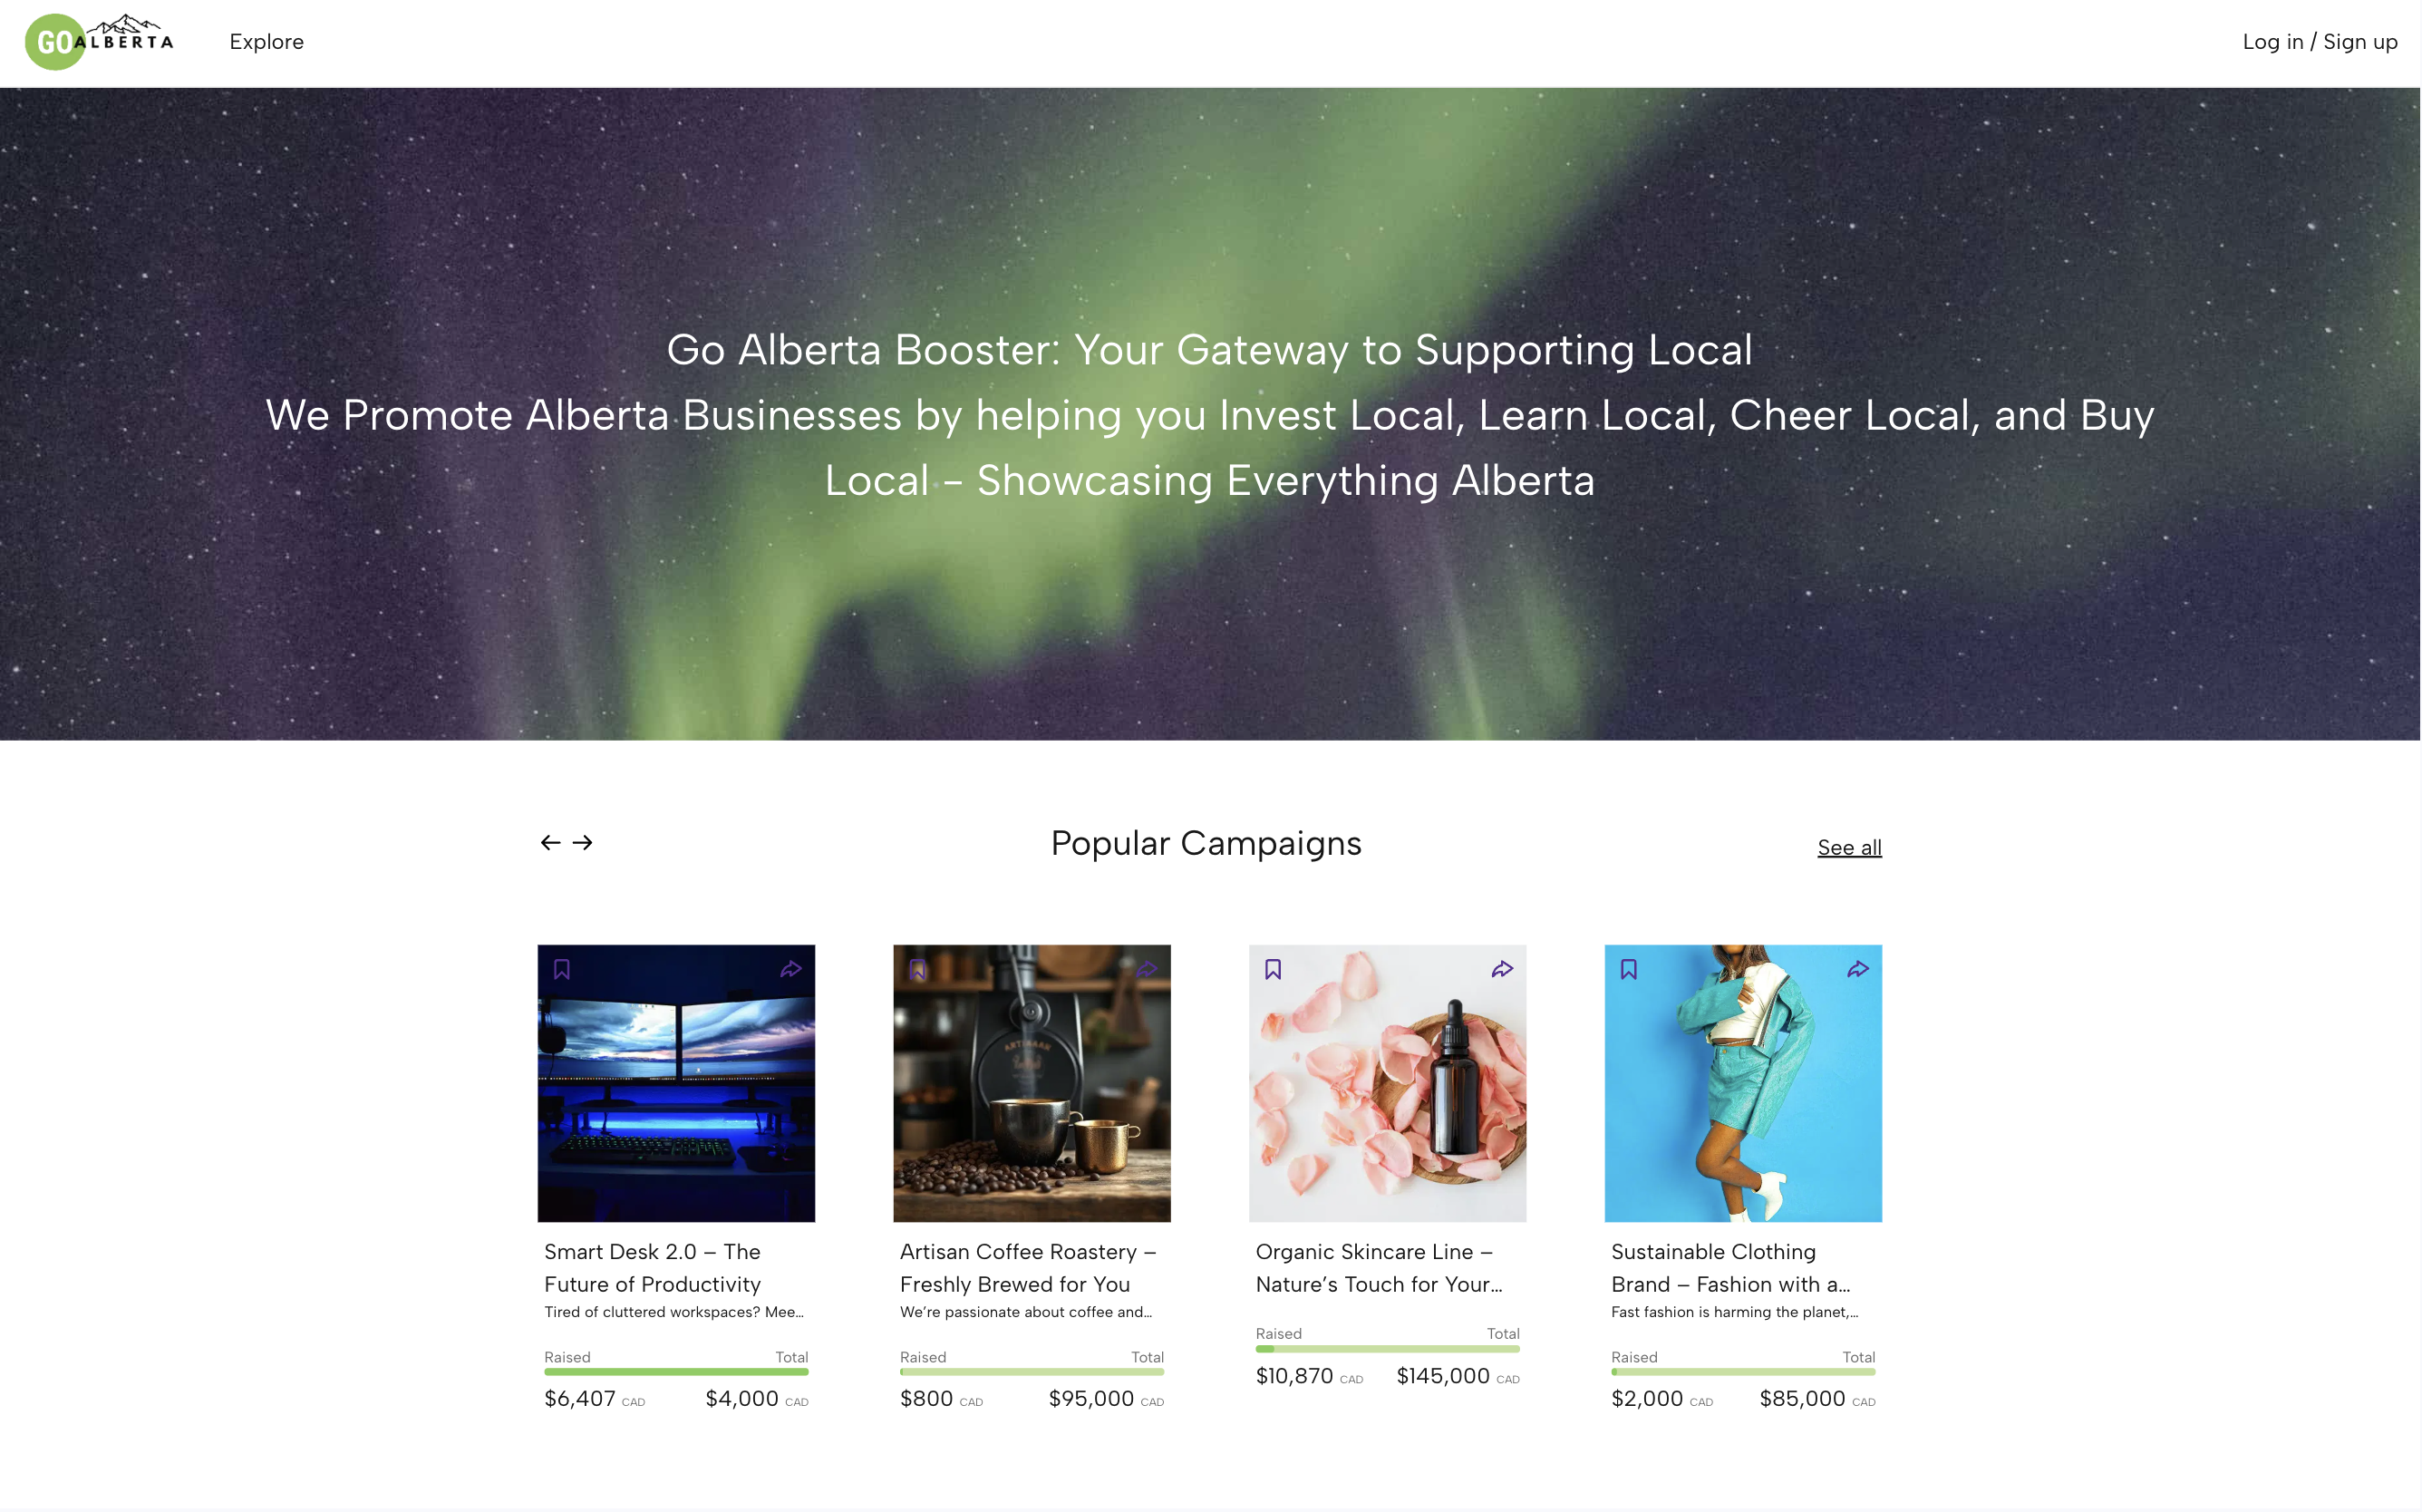 GO ALBERTA
Explore
Log in / Sign up
Go Alberta Booster: Your Gateway to Supporting Local
We Promote Alberta Businesses by helping you Invest Local, Learn Local, Cheer Local, and Buy
Local - Showcasing Everything Alberta
Popular Campaigns
See all
Smart Desk 2.0 – The
Future of Productivity
Tired of cluttered workspaces? Mee...
Raised Total
$6,407 CAD $4,000 CAD
Artisan Coffee Roastery –
Freshly Brewed for You
We're passionate about coffee and...
Raised Total
$800 CAD $95,000 CAD
Organic Skincare Line –
Nature's Touch for Your...
Raised Total
$10,870 CAD $145,000 CAD
Sustainable Clothing
Brand – Fashion with a...
Fast fashion is harming the planet,...
Raised Total
$2,000 CAD $85,000 CAD